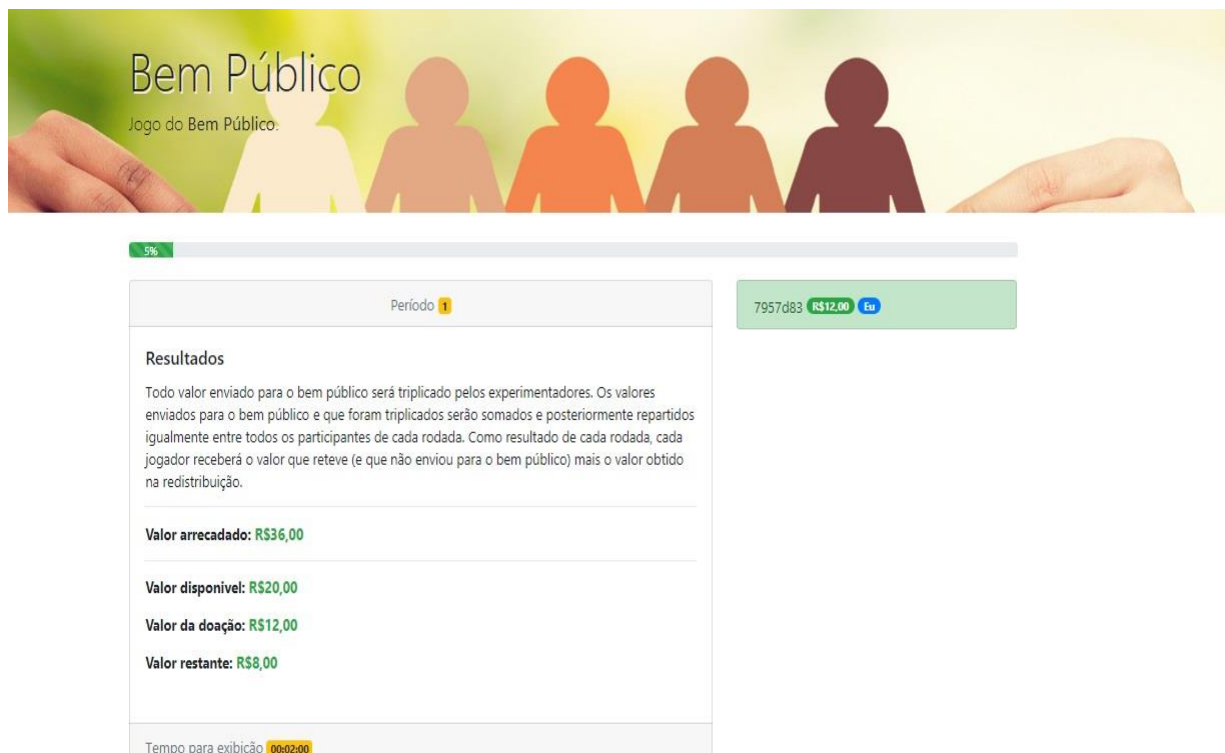 Bem Público
Jogo do Bem Público.
5%
Período 1
7957d83 R$12,00 Eu
Resultados
Todo valor enviado para o bem público será triplicado pelos experimentadores. Os valores
enviados para o bem público e que foram triplicados serão somados e posteriormente repartidos
igualmente entre todos os participantes de cada rodada. Como resultado de cada rodada, cada
jogador receberá o valor que reteve (e que não enviou para o bem público) mais o valor obtido
na redistribuição.
Valor arrecadado: R$36,00
Valor disponivel: R$20,00
Valor da doação: R$12,00
Valor restante: R$8,00
Tempo para exibição 00:02:00